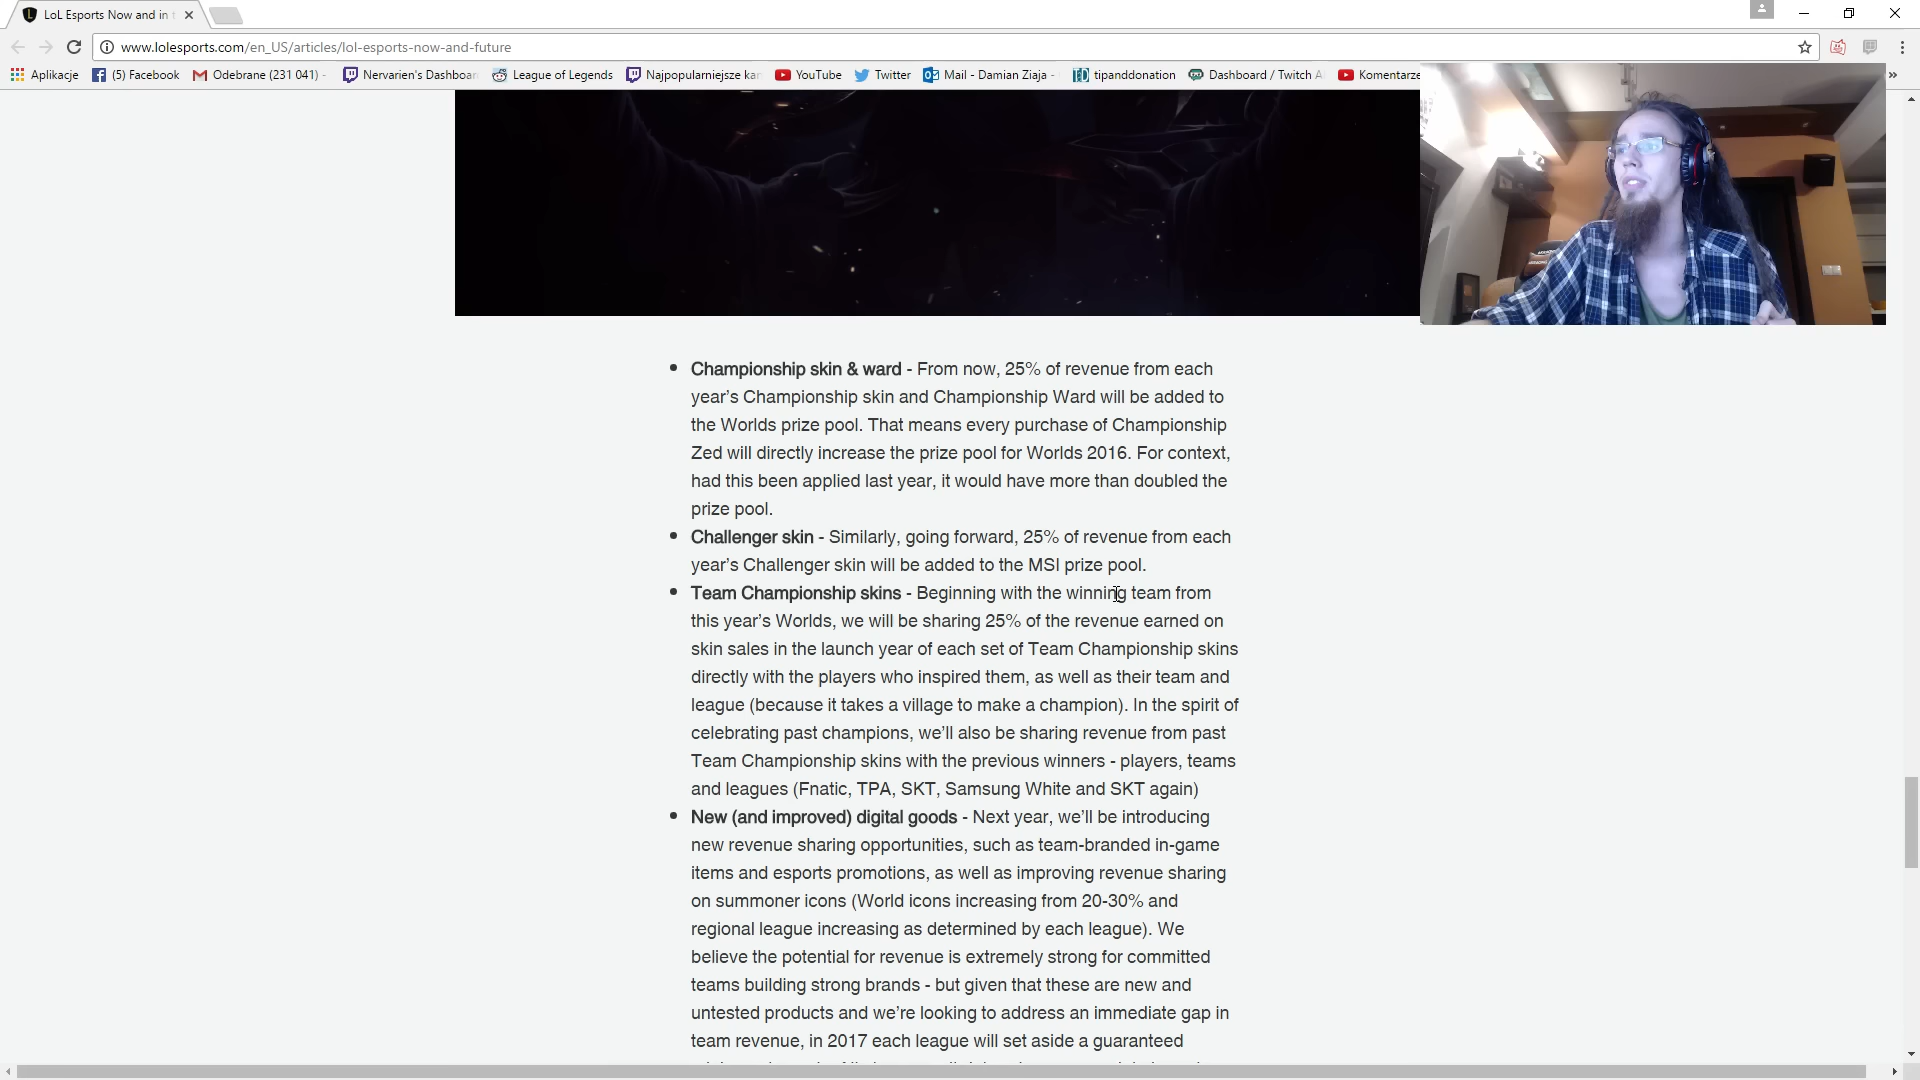 LoL Esports Now and in t
www.lolesports.com/en_US/articles/lol-esports-now-and-future
Aplikacje (5) Facebook Odebrane (231 041) - Nervarien's Dashboar League of Legends Najpopularniejsze kan YouTube Twitter Mail - Damian Ziaja - tipanddonation Dashboard / Twitch A Komentarze »
Championship skin & ward - From now, 25% of revenue from each
year’s Championship skin and Championship Ward will be added to
the Worlds prize pool. That means every purchase of Championship
Zed will directly increase the prize pool for Worlds 2016. For context,
had this been applied last year, it would have more than doubled the
prize pool.
Challenger skin - Similarly, going forward, 25% of revenue from each
year’s Challenger skin will be added to the MSI prize pool.
Team Championship skins - Beginning with the winning team from
this year’s Worlds, we will be sharing 25% of the revenue earned on
skin sales in the launch year of each set of Team Championship skins
directly with the players who inspired them, as well as their team and
league (because it takes a village to make a champion). In the spirit of
celebrating past champions, we’ll also be sharing revenue from past
Team Championship skins with the previous winners - players, teams
and leagues (Fnatic, TPA, SKT, Samsung White and SKT again)
New (and improved) digital goods - Next year, we’ll be introducing
new revenue sharing opportunities, such as team-branded in-game
items and esports promotions, as well as improving revenue sharing
on summoner icons (World icons increasing from 20-30% and
regional league increasing as determined by each league). We
believe the potential for revenue is extremely strong for committed
teams building strong brands - but given that these are new and
untested products and we’re looking to address an immediate gap in
team revenue, in 2017 each league will set aside a guaranteed